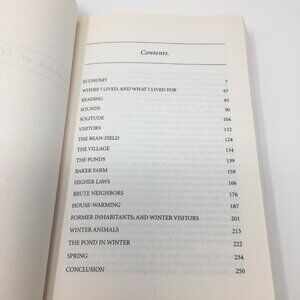 Contents.
ECONOMY 7
WHERE I LIVED, AND WHAT I LIVED FOR 67
READING 81
SOUNDS 90
SOLITUDE 104
VISITORS 112
THE BEAN-FIELD 124
THE VILLAGE 134
THE PONDS 139
BAKER FARM 159
HIGHER LAWS 166
BRUTE NEIGHBORS 176
HOUSE-WARMING 187
FORMER INHABITANTS; AND WINTER VISITORS 201
WINTER ANIMALS 213
THE POND IN WINTER 222
SPRING 234
CONCLUSION 250